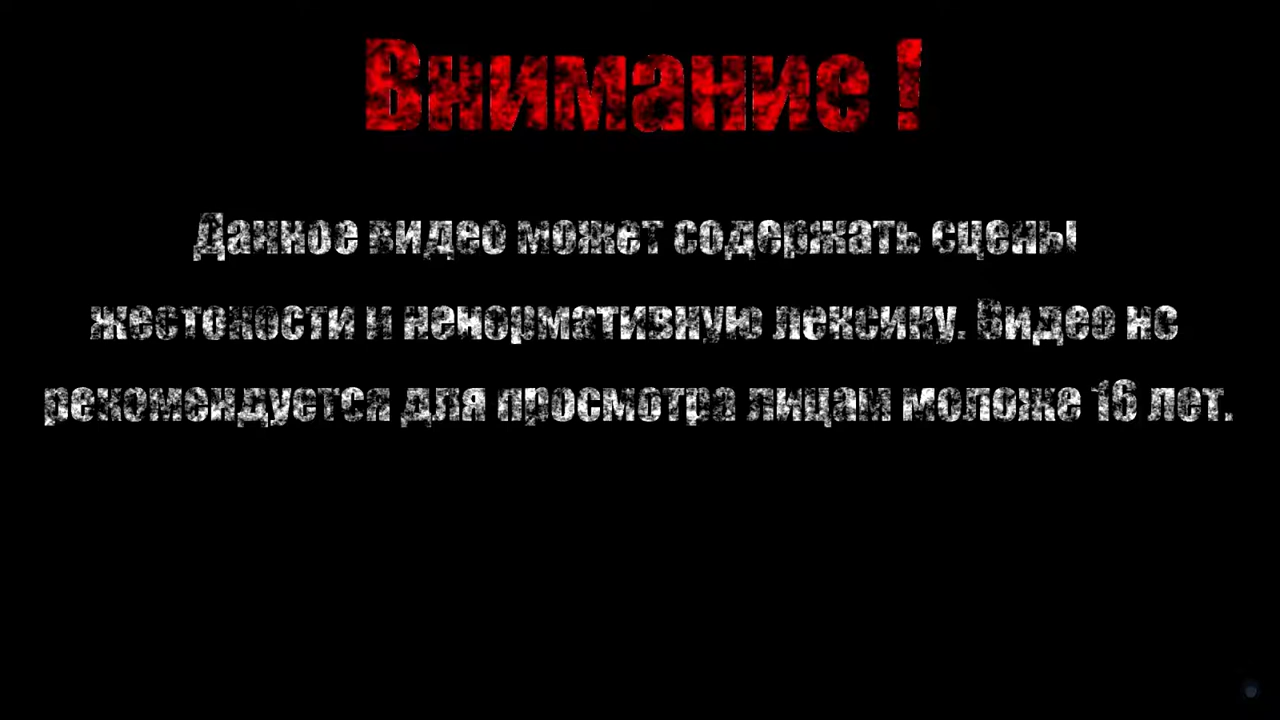 Внимание !
Данное видео может содержать сцены
жестокости и ненормативную лексику. Видео не
рекомендуется для просмотра лицам моложе 16 лет.